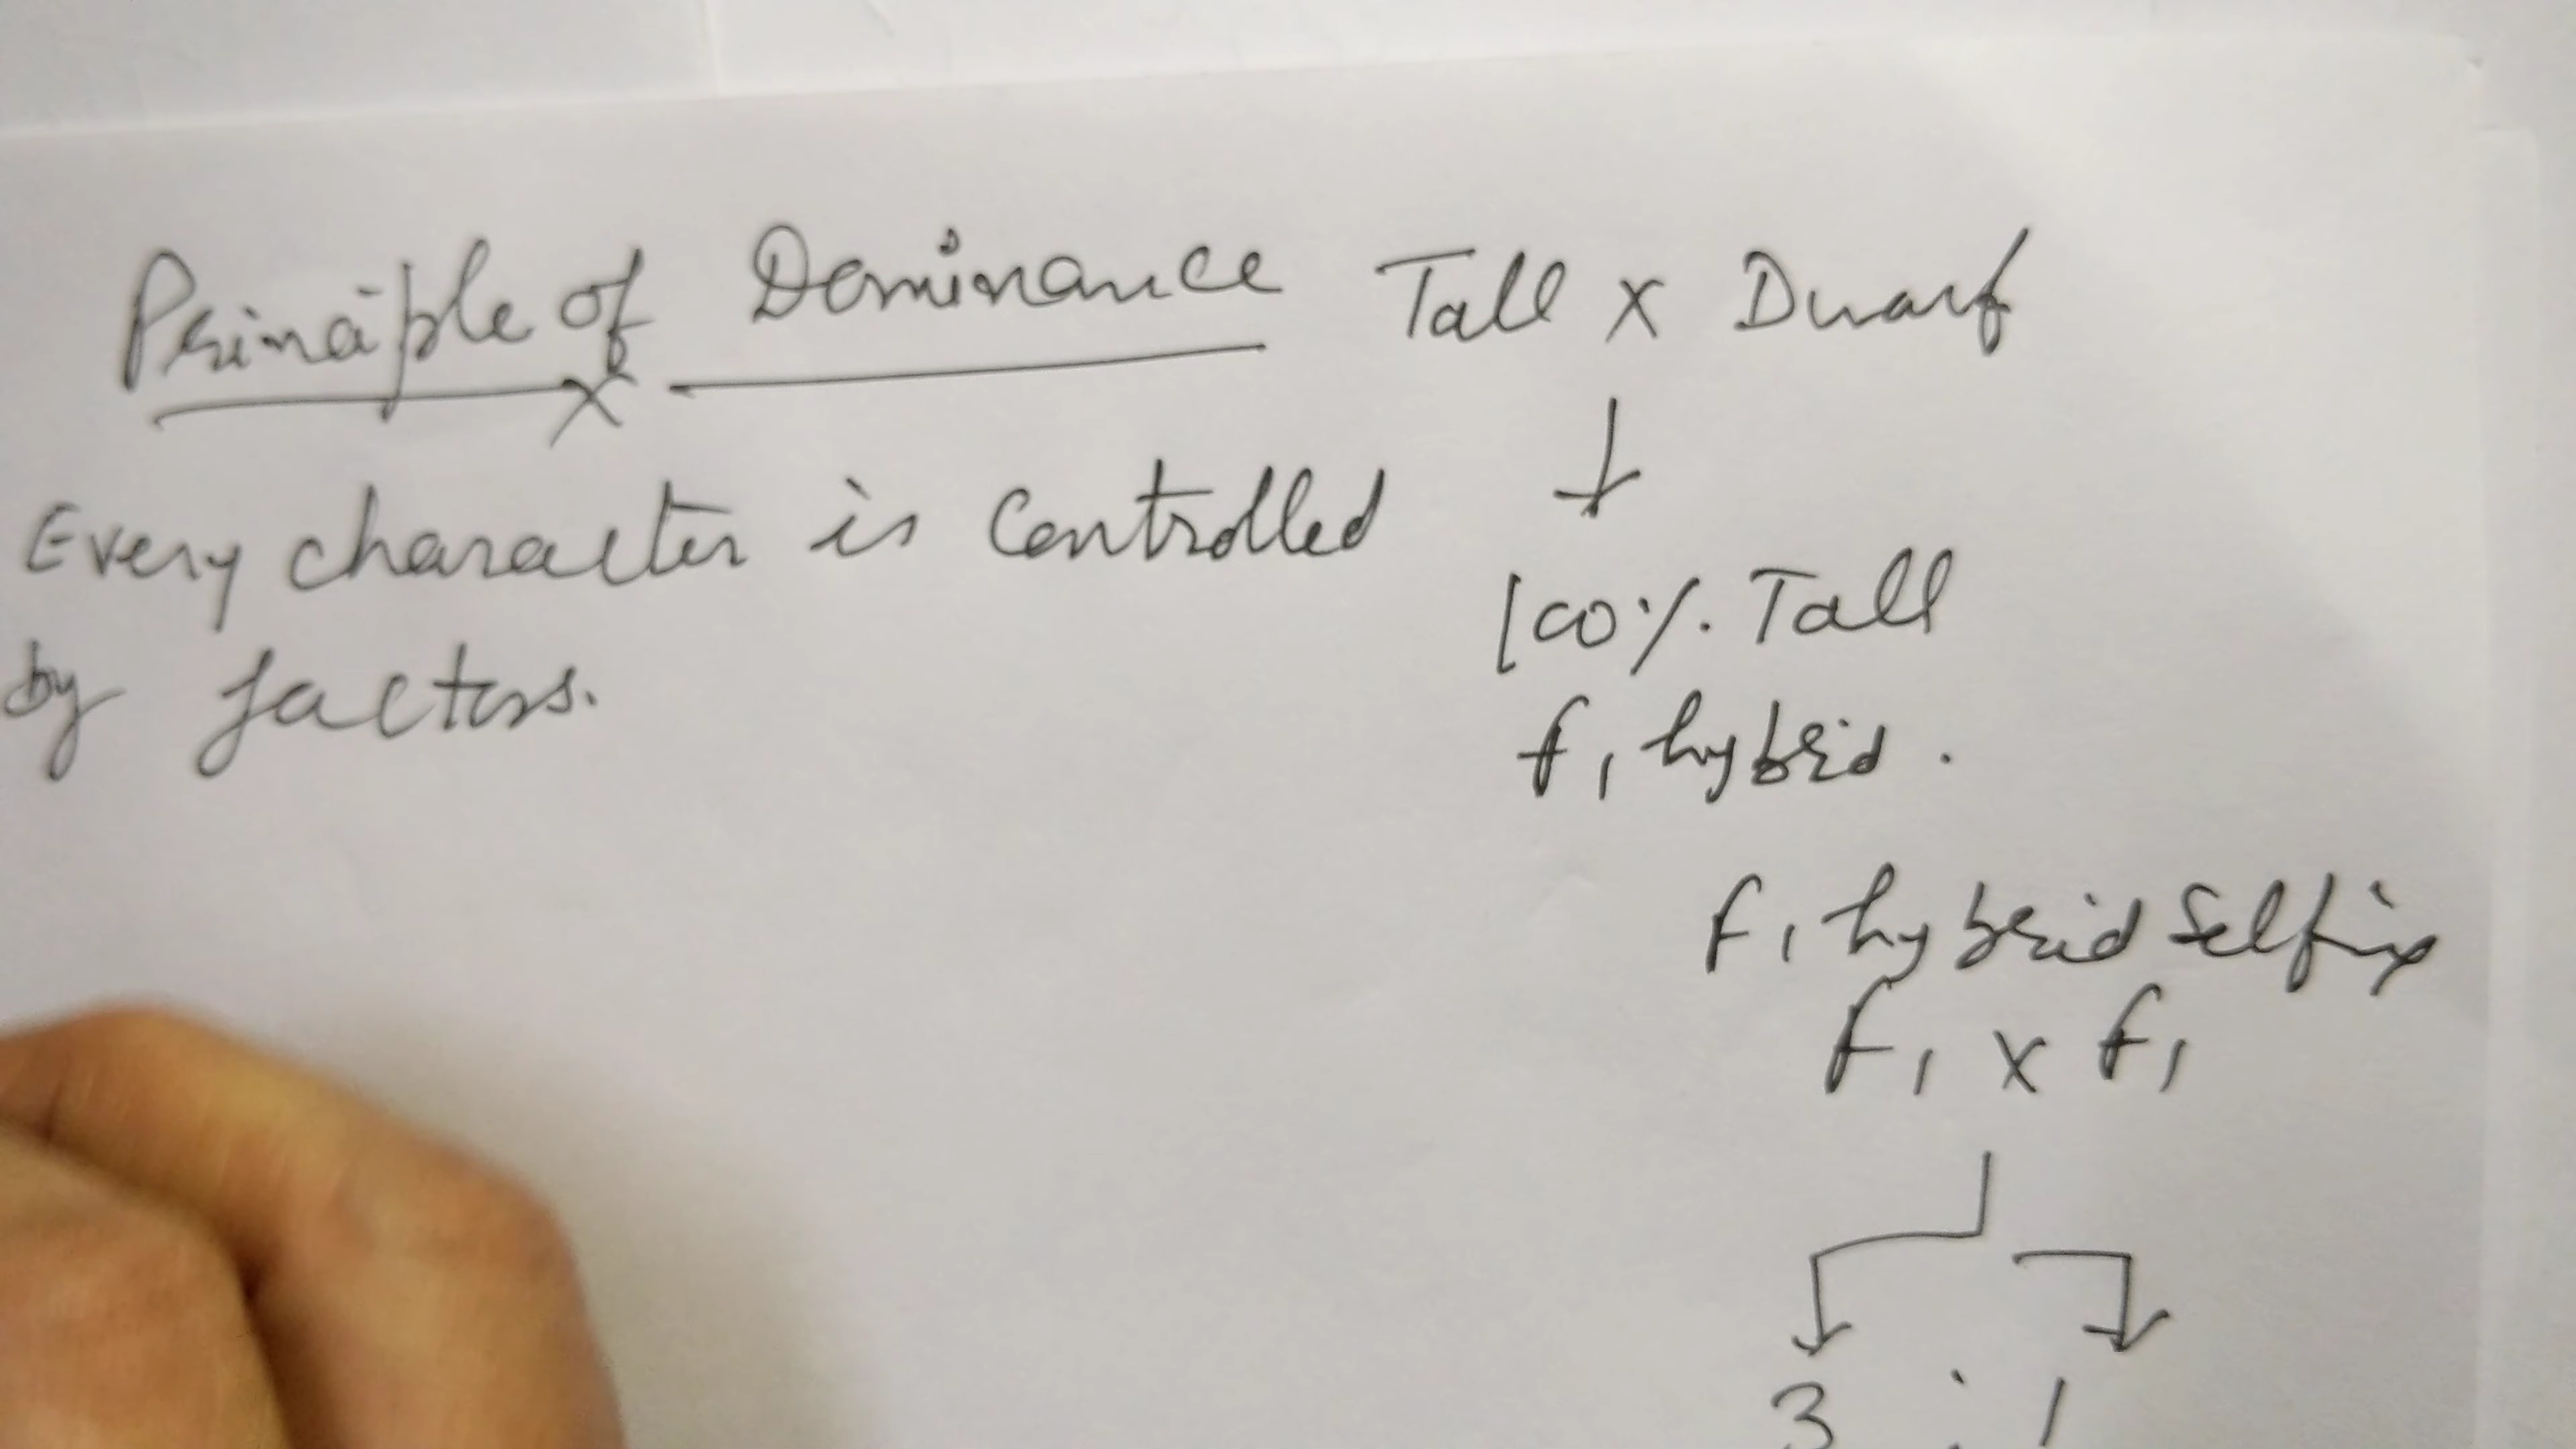 Principle of Dominance
Every character is controlled
by factors.
Tall x Dwarf
100% Tall
F1 hybrid.
F1 hybrid Selfing
F1 x F1
3 : 1